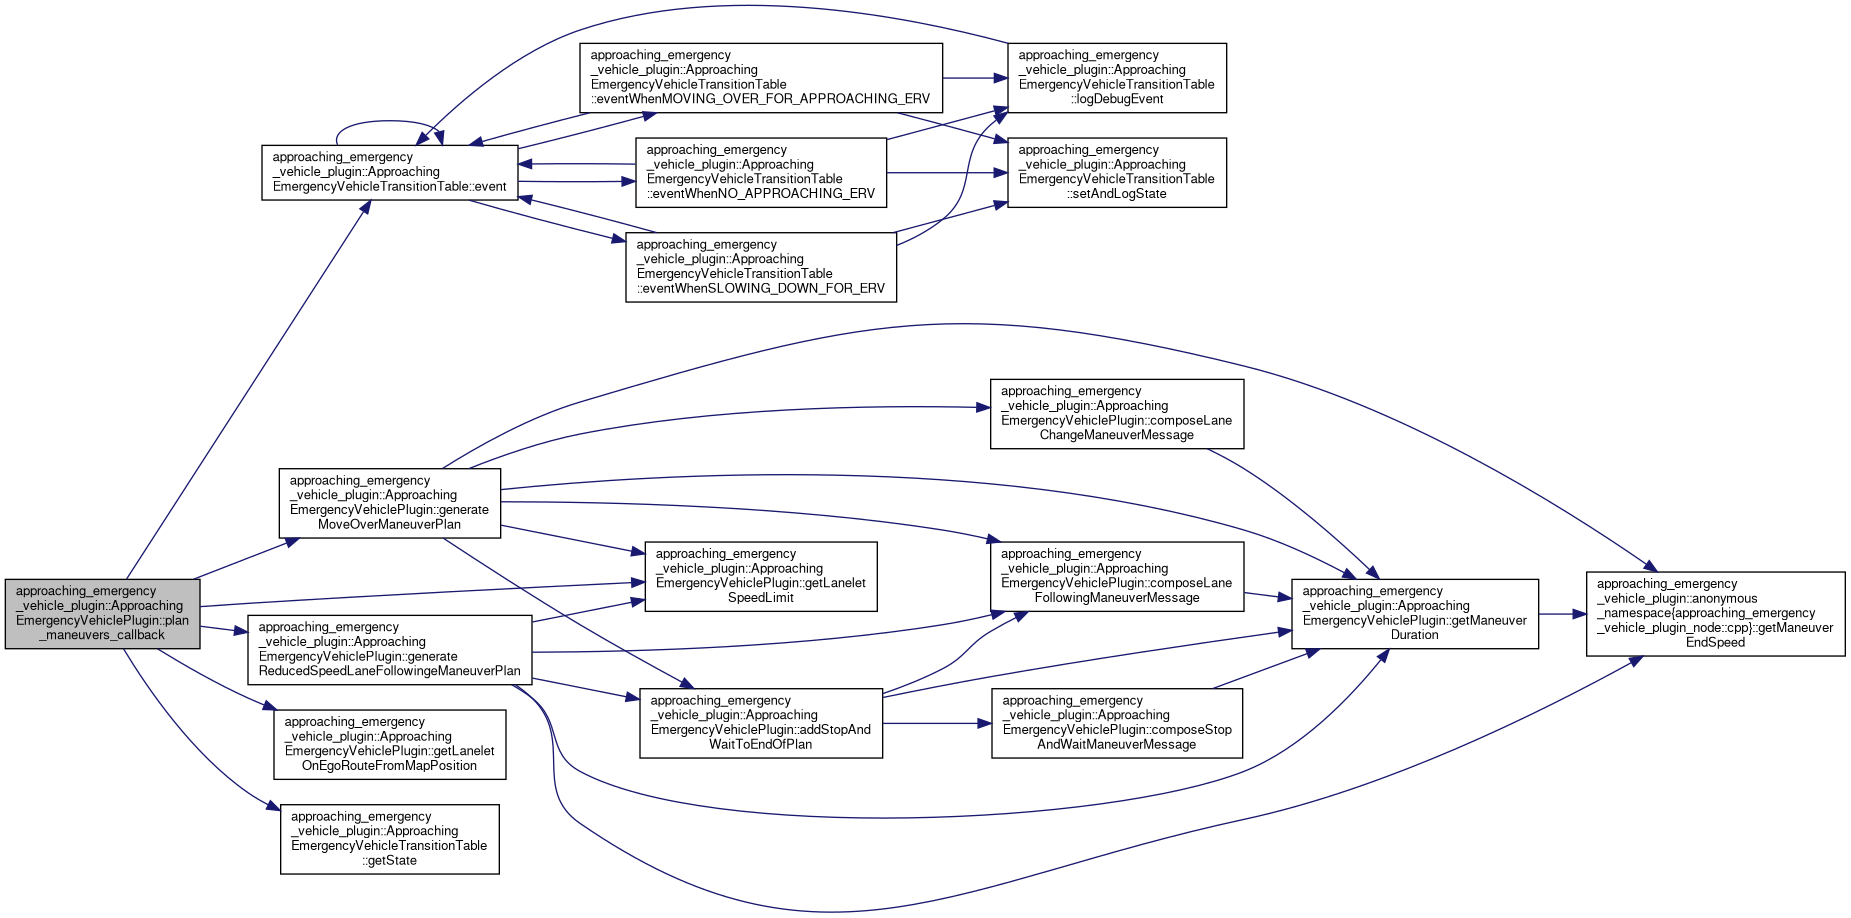 approaching_emergency
_vehicle_plugin::Approaching
EmergencyVehicleTransitionTable
::eventWhenMOVING_OVER_FOR_APPROACHING_ERV
approaching_emergency
_vehicle_plugin::Approaching
EmergencyVehicleTransitionTable
::logDebugEvent
approaching_emergency
_vehicle_plugin::Approaching
EmergencyVehicleTransitionTable::event
approaching_emergency
_vehicle_plugin::Approaching
EmergencyVehicleTransitionTable
::eventWhenNO_APPROACHING_ERV
approaching_emergency
_vehicle_plugin::Approaching
EmergencyVehicleTransitionTable
::setAndLogState
approaching_emergency
_vehicle_plugin::Approaching
EmergencyVehicleTransitionTable
::eventWhenSLOWING_DOWN_FOR_ERV
approaching_emergency
_vehicle_plugin::Approaching
EmergencyVehiclePlugin::composeLane
ChangeManeuverMessage
approaching_emergency
_vehicle_plugin::Approaching
EmergencyVehiclePlugin::generate
MoveOverManeuverPlan
approaching_emergency
_vehicle_plugin::Approaching
EmergencyVehiclePlugin::getLanelet
SpeedLimit
approaching_emergency
_vehicle_plugin::Approaching
EmergencyVehiclePlugin::composeLane
FollowingManeuverMessage
approaching_emergency
_vehicle_plugin::Approaching
EmergencyVehiclePlugin::plan
_maneuvers_callback
approaching_emergency
_vehicle_plugin::Approaching
EmergencyVehiclePlugin::getManeuver
Duration
approaching_emergency
_vehicle_plugin::anonymous
_namespace{approaching_emergency
_vehicle_plugin_node::cpp}::getManeuver
EndSpeed
approaching_emergency
_vehicle_plugin::Approaching
EmergencyVehiclePlugin::generate
ReducedSpeedLaneFollowingeManeuverPlan
approaching_emergency
_vehicle_plugin::Approaching
EmergencyVehiclePlugin::addStopAnd
WaitToEndOfPlan
approaching_emergency
_vehicle_plugin::Approaching
EmergencyVehiclePlugin::composeStop
AndWaitManeuverMessage
approaching_emergency
_vehicle_plugin::Approaching
EmergencyVehiclePlugin::getLanelet
OnEgoRouteFromMapPosition
approaching_emergency
_vehicle_plugin::Approaching
EmergencyVehicleTransitionTable
::getState